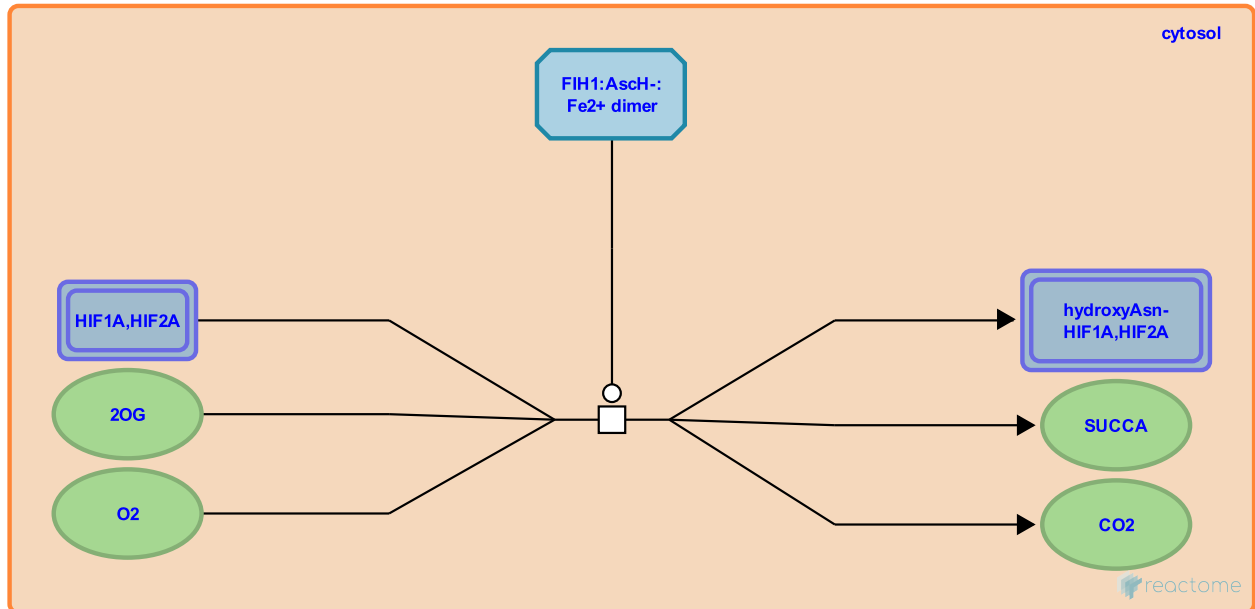 cytosol
FIH1:AscH-:
Fe2+ dimer
HIF1A,HIF2A
hydroxyAsn-
HIF1A,HIF2A
2OG
SUCCA
O2
CO2
reactome